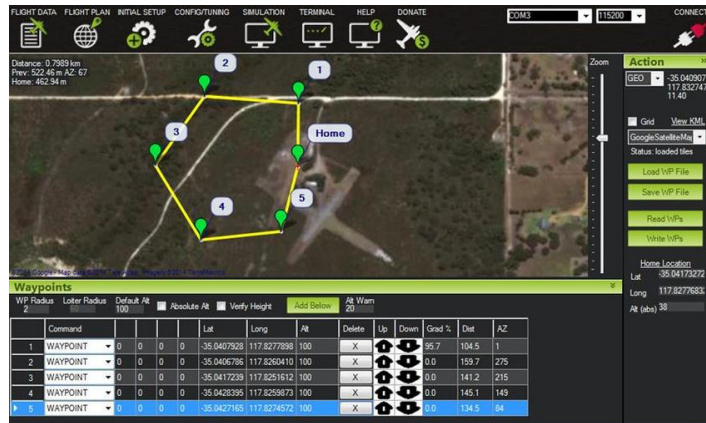 FLIGHT DATA FLIGHT PLAN INITIAL SETUP CONFIG/TUNING SIMULATION TERMINAL HELP DONATE COM3 115200 CONNECT
Distance: 0.7989 km
Prev: 522.46 m AZ: 67
Home: 462.94 m
2
1
3
Home
4
5
Zoom
Action
GEO -35.040907
117.832747
11.40
Grid View KML
GoogleSatelliteMap
Status: loaded tiles
Load WP File
Save WP File
Read WPs
Write WPs
Home Location
Lat -35.04173272
Long 117.8277683
Alt (abs) 38
Waypoints
WP Radius Loiter Radius Default Alt Absolute Alt Verify Height Add Below Alt Warn
2 60 100 20
Command Lat Long Alt Delete Up Down Grad % Dist AZ
1 WAYPOINT 0 0 0 0 -35.0407928 117.8277898 100 X 95.7 104.5 1
2 WAYPOINT 0 0 0 0 -35.0406786 117.8260410 100 X 0.0 159.7 275
3 WAYPOINT 0 0 0 0 -35.0417239 117.8251612 100 X 0.0 141.2 215
4 WAYPOINT 0 0 0 0 -35.0428395 117.8259873 100 X 0.0 145.1 149
5 WAYPOINT 0 0 0 0 -35.0427165 117.8274572 100 X 0.0 134.5 84